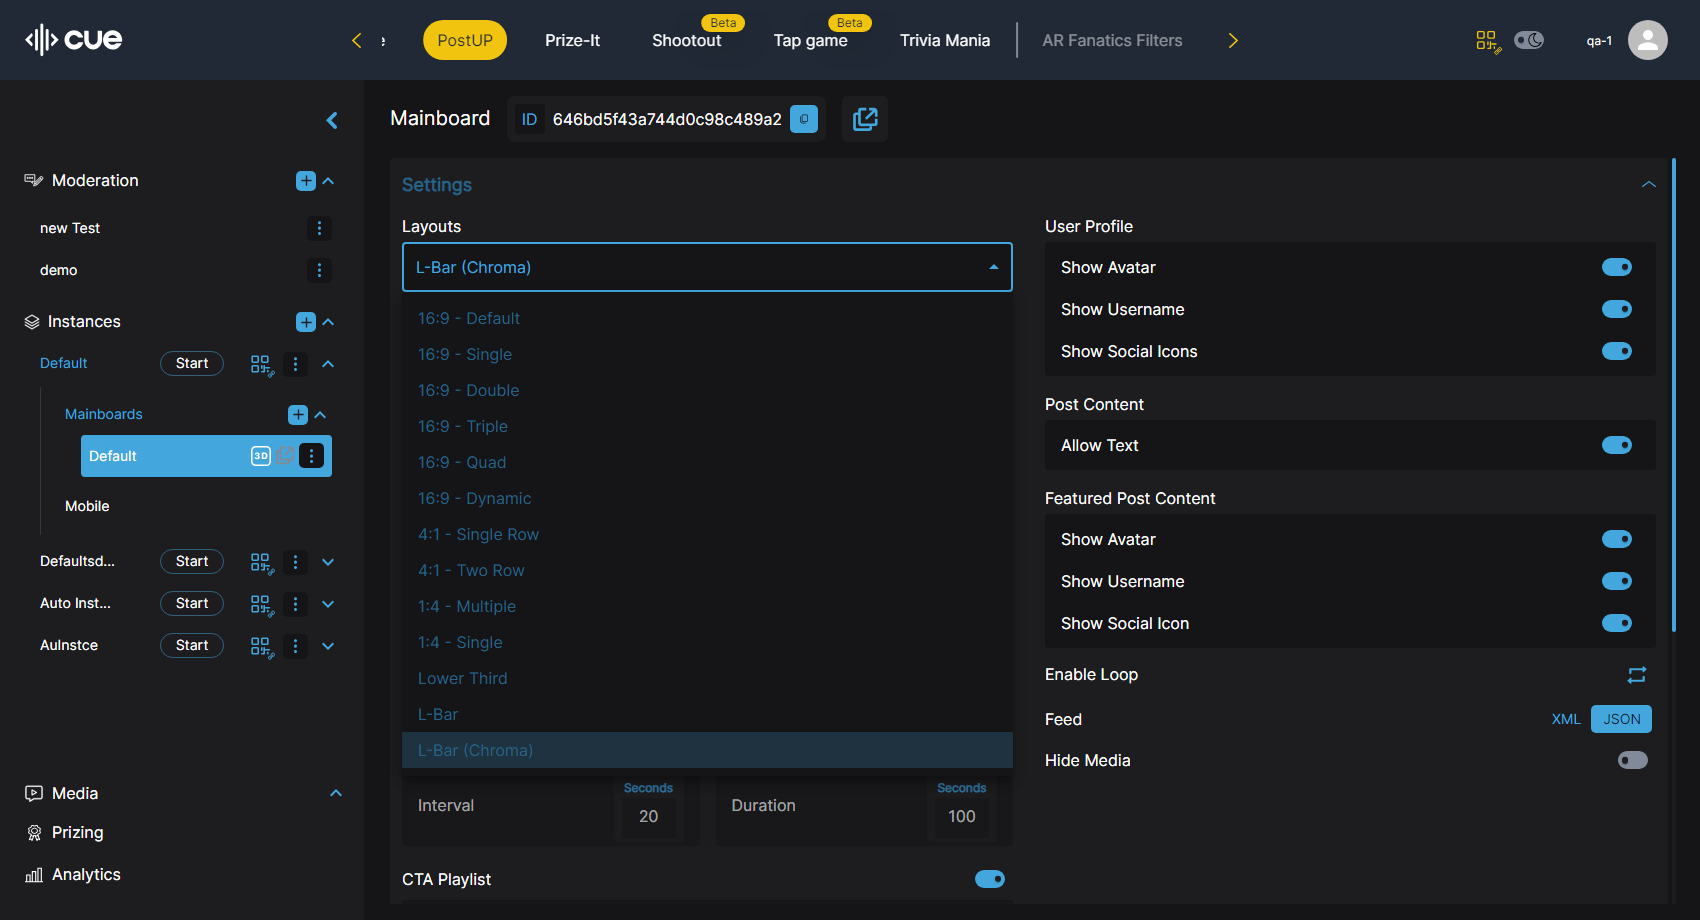 cue
PostUP
Prize-It
Shootout
Beta
Tap game
Beta
Trivia Mania
AR Fanatics Filters
qa-1
Moderation
new Test
demo
Instances
Default
Start
Mainboards
Default
3D
Mobile
Defaultsd...
Start
Auto Inst...
Start
AuInstce
Start
Media
Prizing
Analytics
Mainboard
ID 646bd5f43a744d0c98c489a2
Settings
Layouts
L-Bar (Chroma)
16:9 - Default
16:9 - Single
16:9 - Double
16:9 - Triple
16:9 - Quad
16:9 - Dynamic
4:1 - Single Row
4:1 - Two Row
1:4 - Multiple
1:4 - Single
Lower Third
L-Bar
L-Bar (Chroma)
Interval
Seconds
20
Duration
Seconds
100
CTA Playlist
User Profile
Show Avatar
Show Username
Show Social Icons
Post Content
Allow Text
Featured Post Content
Show Avatar
Show Username
Show Social Icon
Enable Loop
Feed
XML
JSON
Hide Media